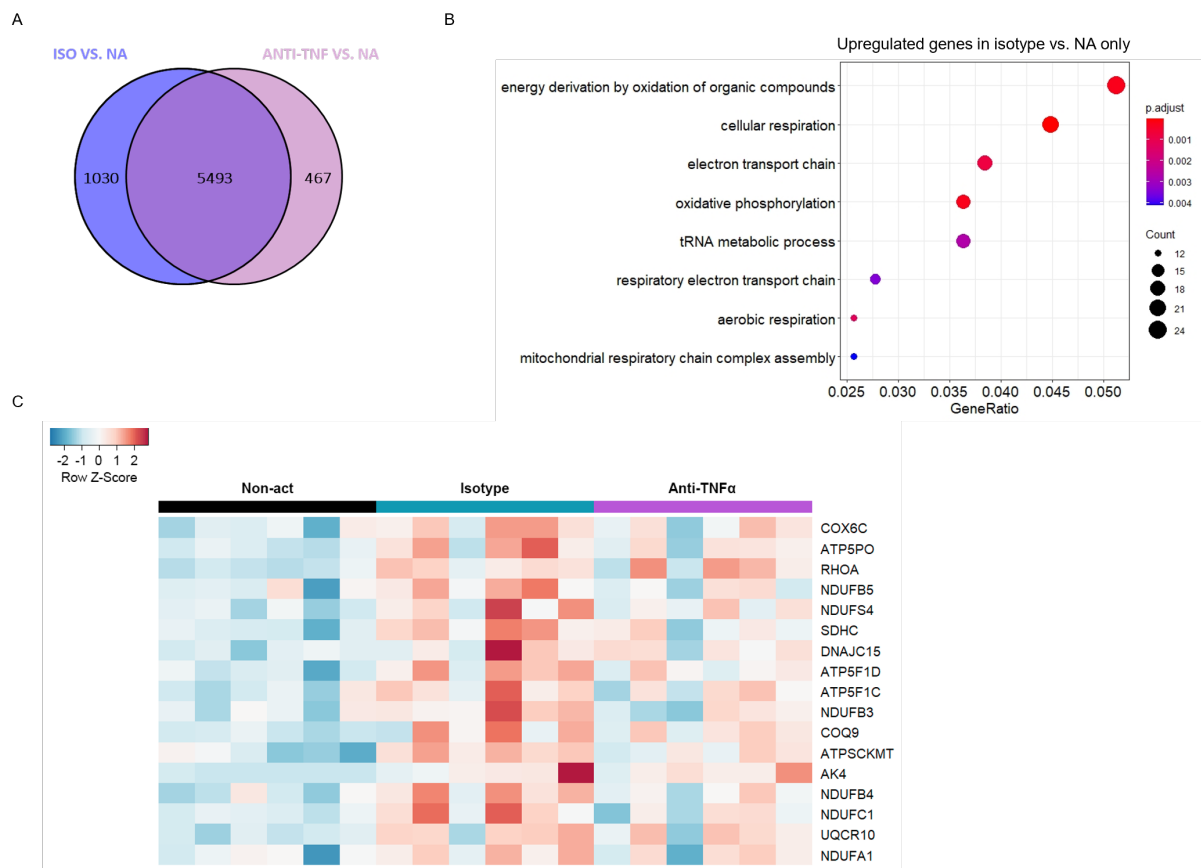 A
B
ISO VS. NA
ANTI-TNF VS. NA
1030
5493
467
Upregulated genes in isotype vs. NA only
energy derivation by oxidation of organic compounds
cellular respiration
electron transport chain
oxidative phosphorylation
tRNA metabolic process
respiratory electron transport chain
aerobic respiration
mitochondrial respiratory chain complex assembly
0.025 0.030 0.035 0.040 0.045 0.050
GeneRatio
p.adjust
0.001
0.002
0.003
0.004
Count
12
15
18
21
24
C
-2 -1 0 1 2
Row Z-Score
Non-act Isotype Anti-TNFα
COX6C
ATP5PO
RHOA
NDUFB5
NDUFS4
SDHC
DNAJC15
ATP5F1D
ATP5F1C
NDUFB3
COQ9
ATPSCKMT
AK4
NDUFB4
NDUFC1
UQCR10
NDUFA1